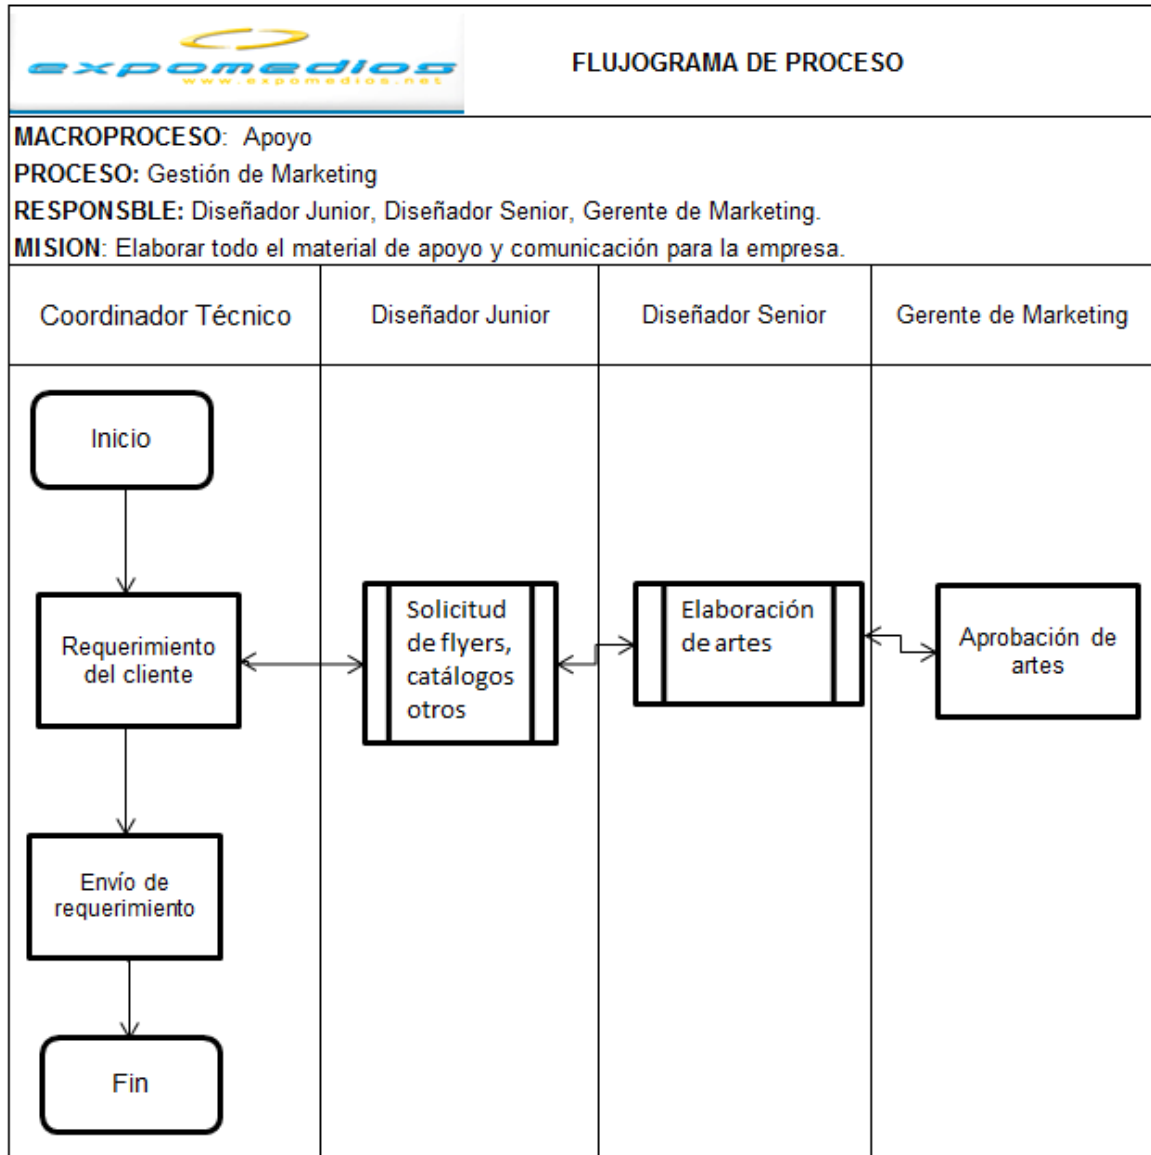 expomedios
www.expomedios.net
FLUJOGRAMA DE PROCESO
MACROPROCESO: Apoyo
PROCESO: Gestión de Marketing
RESPONSBLE: Diseñador Junior, Diseñador Senior, Gerente de Marketing.
MISION: Elaborar todo el material de apoyo y comunicación para la empresa.
Coordinador Técnico
Diseñador Junior
Diseñador Senior
Gerente de Marketing
Inicio
Requerimiento
del cliente
Solicitud
de flyers,
catálogos
otros
Elaboración
de artes
Aprobación de
artes
Envío de
requerimiento
Fin